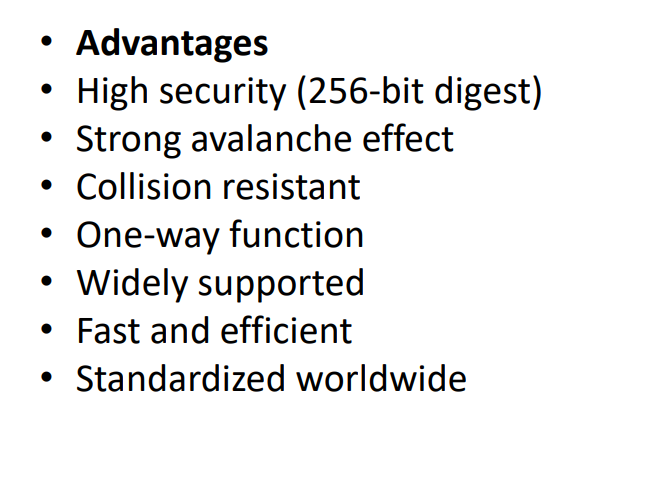 • Advantages
• High security (256-bit digest)
• Strong avalanche effect
• Collision resistant
• One-way function
• Widely supported
• Fast and efficient
• Standardized worldwide